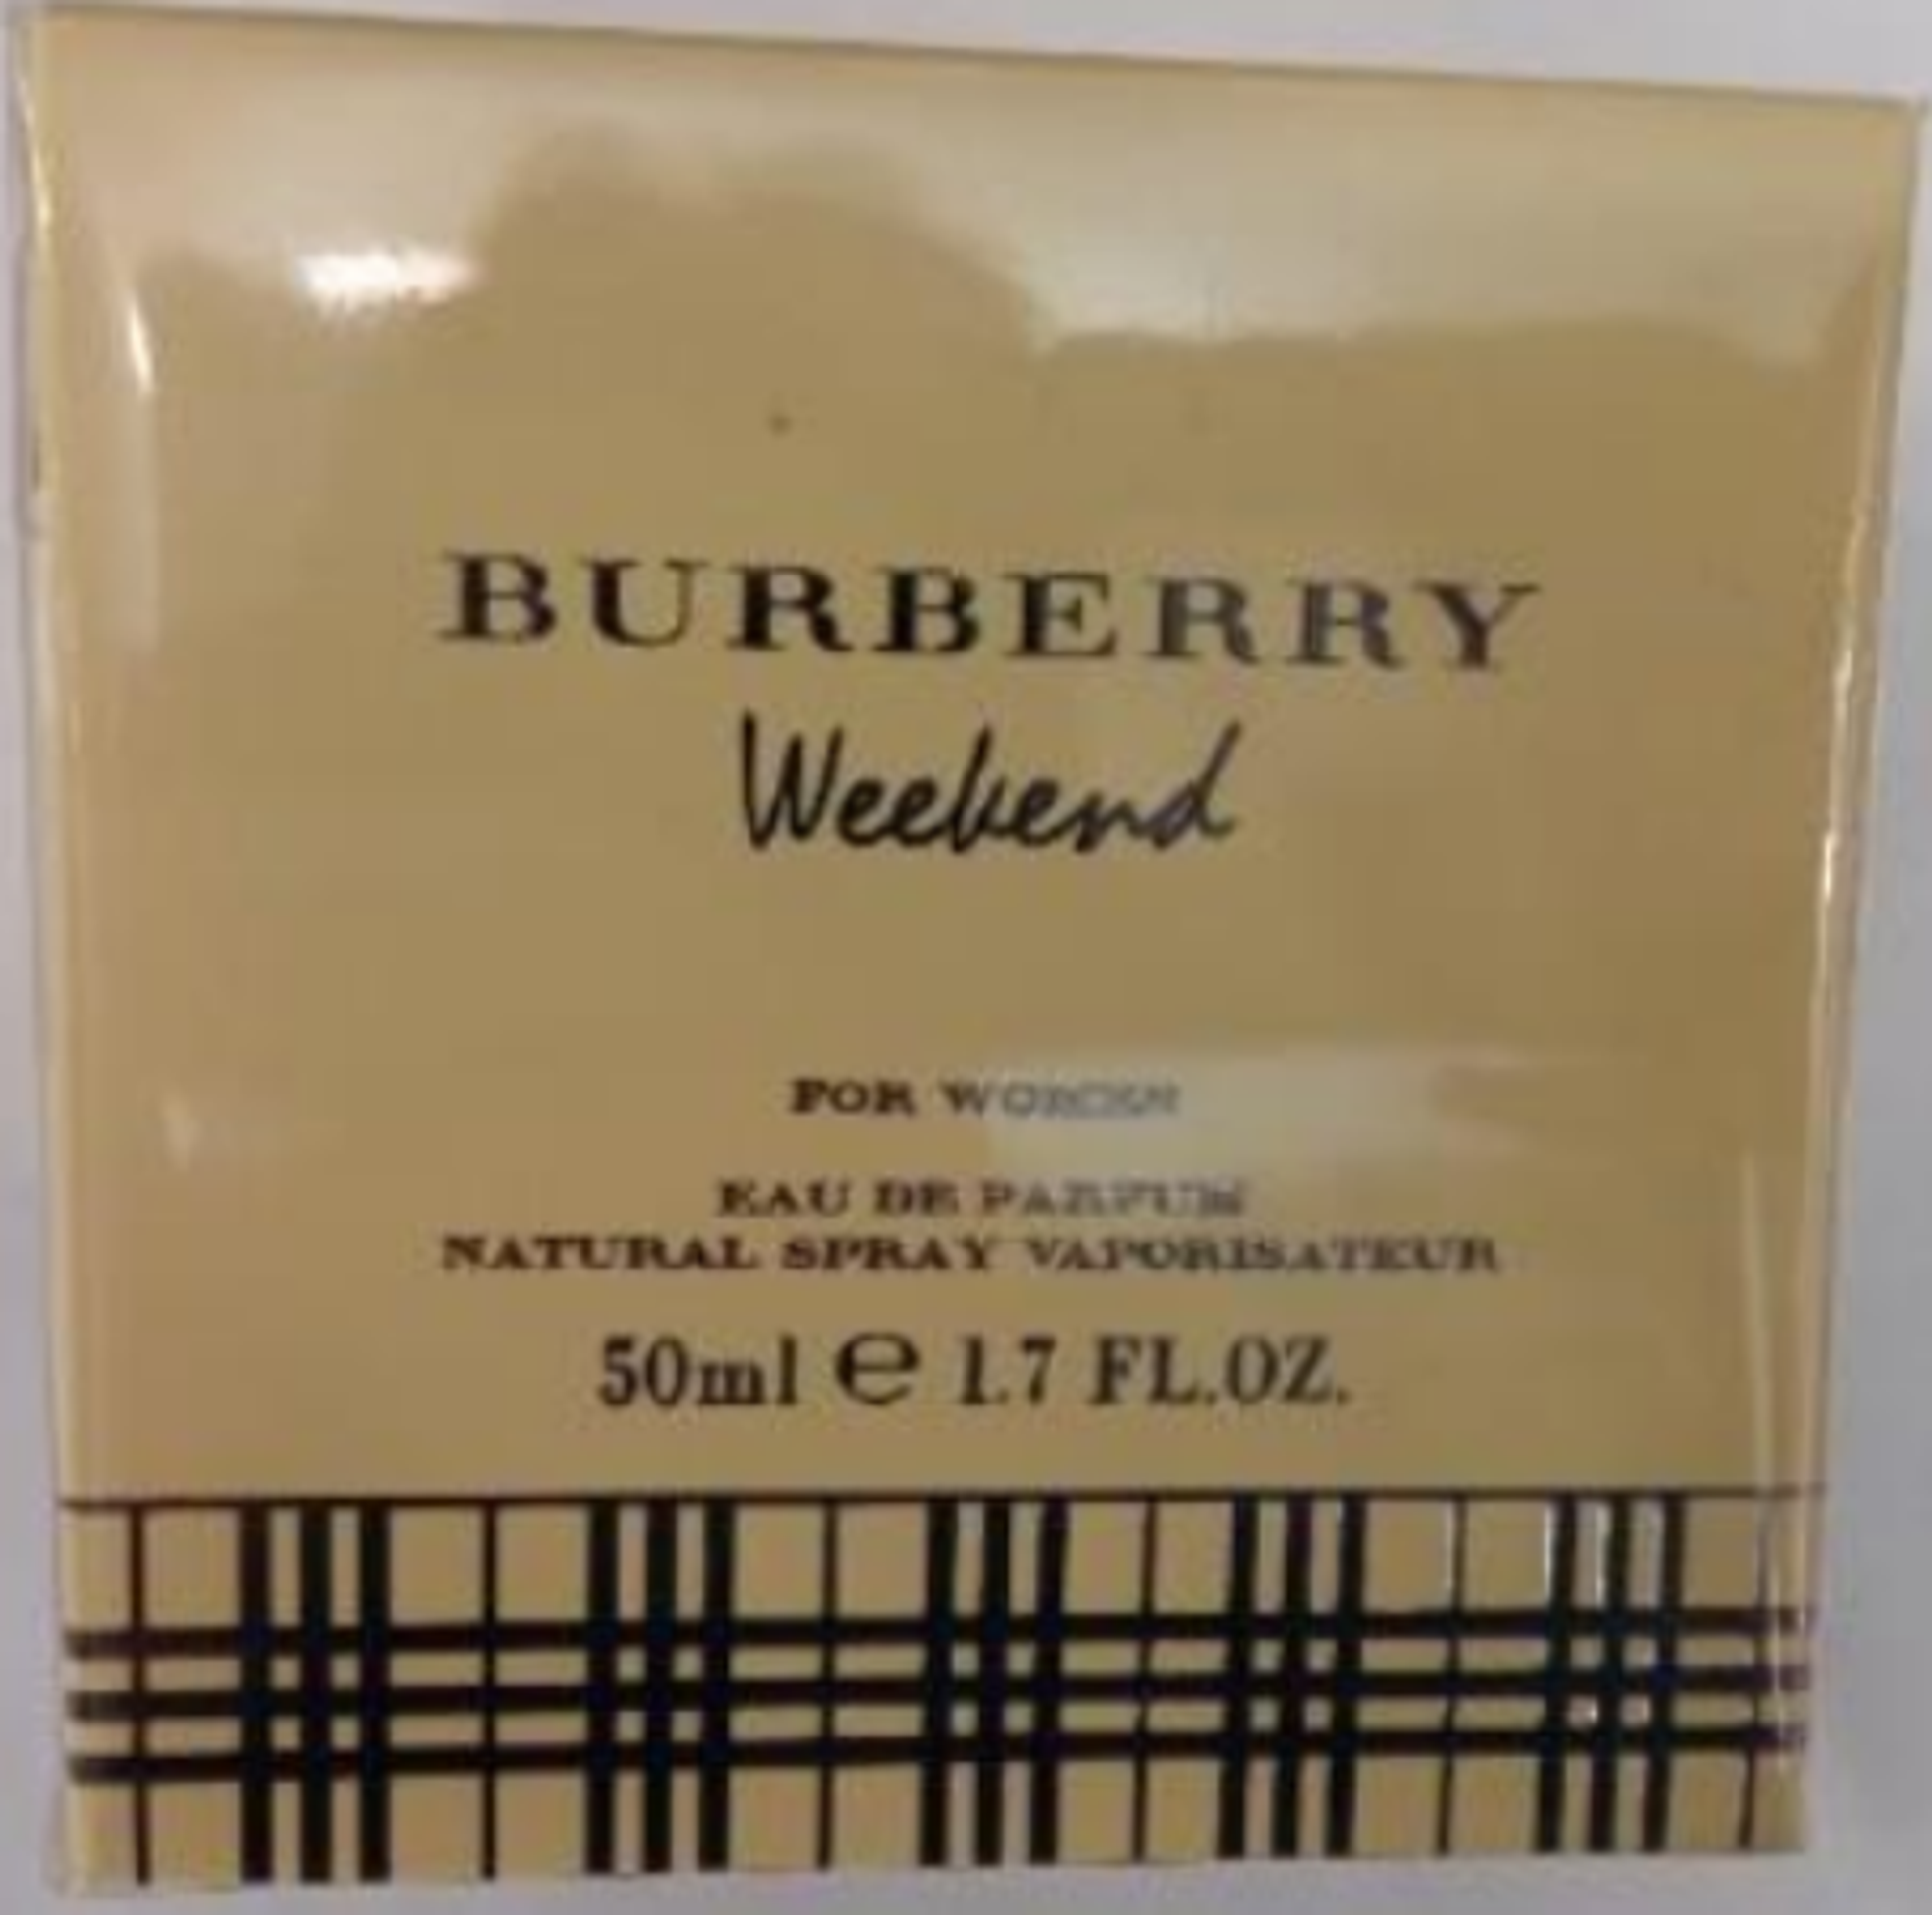 BURBERRY
Weekend
FOR WOMEN
EAU DE PARFUM
NATURAL SPRAY VAPORISATEUR
50ml ℮ 1.7 FL.OZ.